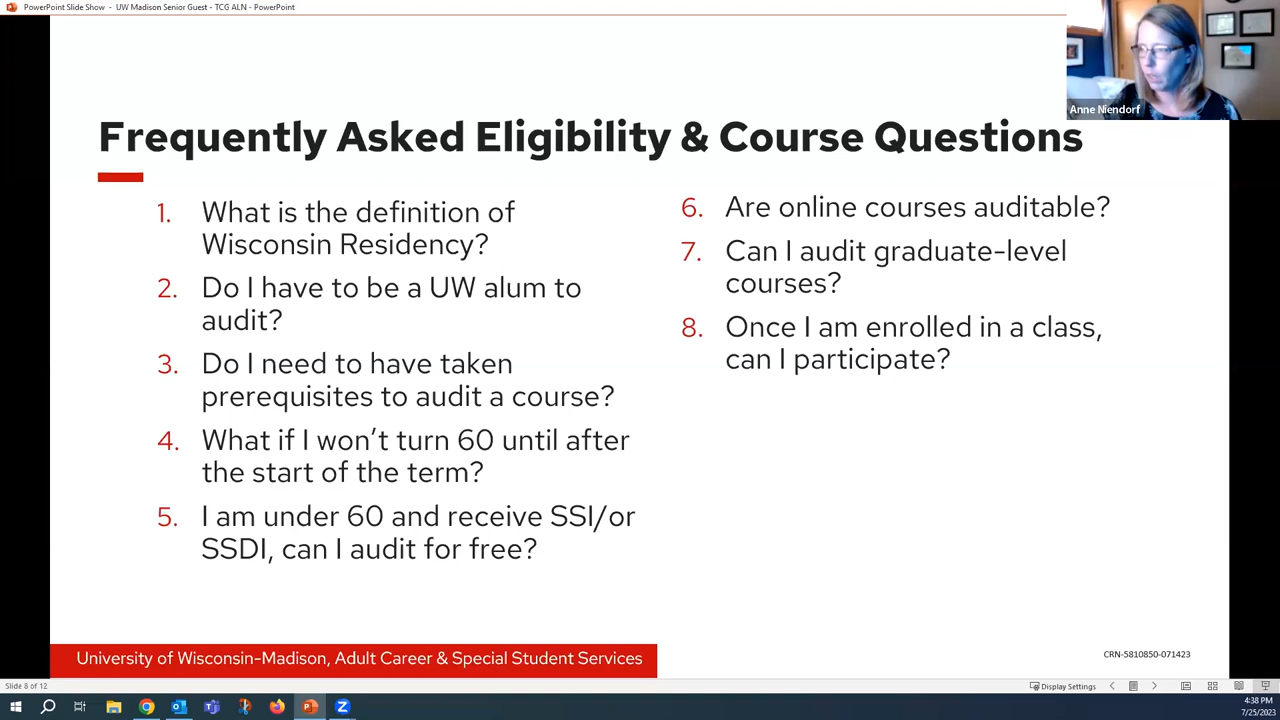 PowerPoint Slide Show - UW Madison Senior Guest - TCG ALN - PowerPoint
Anne Niendorf
Frequently Asked Eligibility & Course Questions
1. What is the definition of
Wisconsin Residency?
2. Do I have to be a UW alum to
audit?
3. Do I need to have taken
prerequisites to audit a course?
4. What if I won’t turn 60 until after
the start of the term?
5. I am under 60 and receive SSI/or
SSDI, can I audit for free?
6. Are online courses auditable?
7. Can I audit graduate-level
courses?
8. Once I am enrolled in a class,
can I participate?
University of Wisconsin-Madison, Adult Career & Special Student Services
CRN-5810850-071423
Slide 8 of 12
Display Settings
4:38 PM
7/25/2023